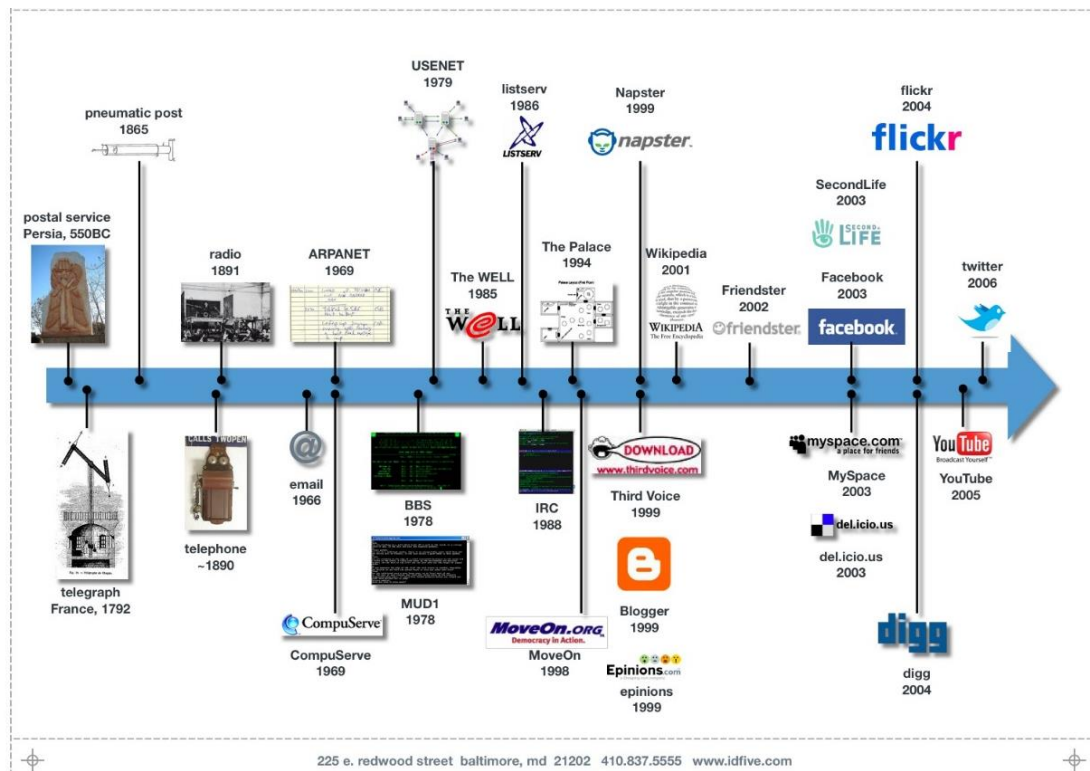 USENET
1979
listserv
1986
LISTSERV
Napster
1999
napster.
flickr
2004
flickr
pneumatic post
1865
SecondLife
2003
SECOND
LIFE
postal service
Persia, 550BC
radio
1891
ARPANET
1969
The WELL
1985
THE
WELL
The Palace
1994
Wikipedia
2001
WIKIPEDIA
The Free Encyclopedia
Friendster
2002
friendster
Facebook
2003
facebook
twitter
2006
CALLS TWOPEN
@
email
1966
BBS
1978
IRC
1988
DOWNLOAD
www.thirdvoice.com
Third Voice
1999
myspace.com
a place for friends
MySpace
2003
YouTube
Broadcast Yourself™
YouTube
2005
telephone
~1890
del.icio.us
del.icio.us
2003
telegraph
France, 1792
MUD1
1978
Blogger
1999
CompuServe
CompuServe
1969
MoveOn.ORG
Democracy in Action.
MoveOn
1998
Epinions.com
epinions
1999
digg
digg
2004
225 e. redwood street baltimore, md 21202 410.837.5555 www.idfive.com